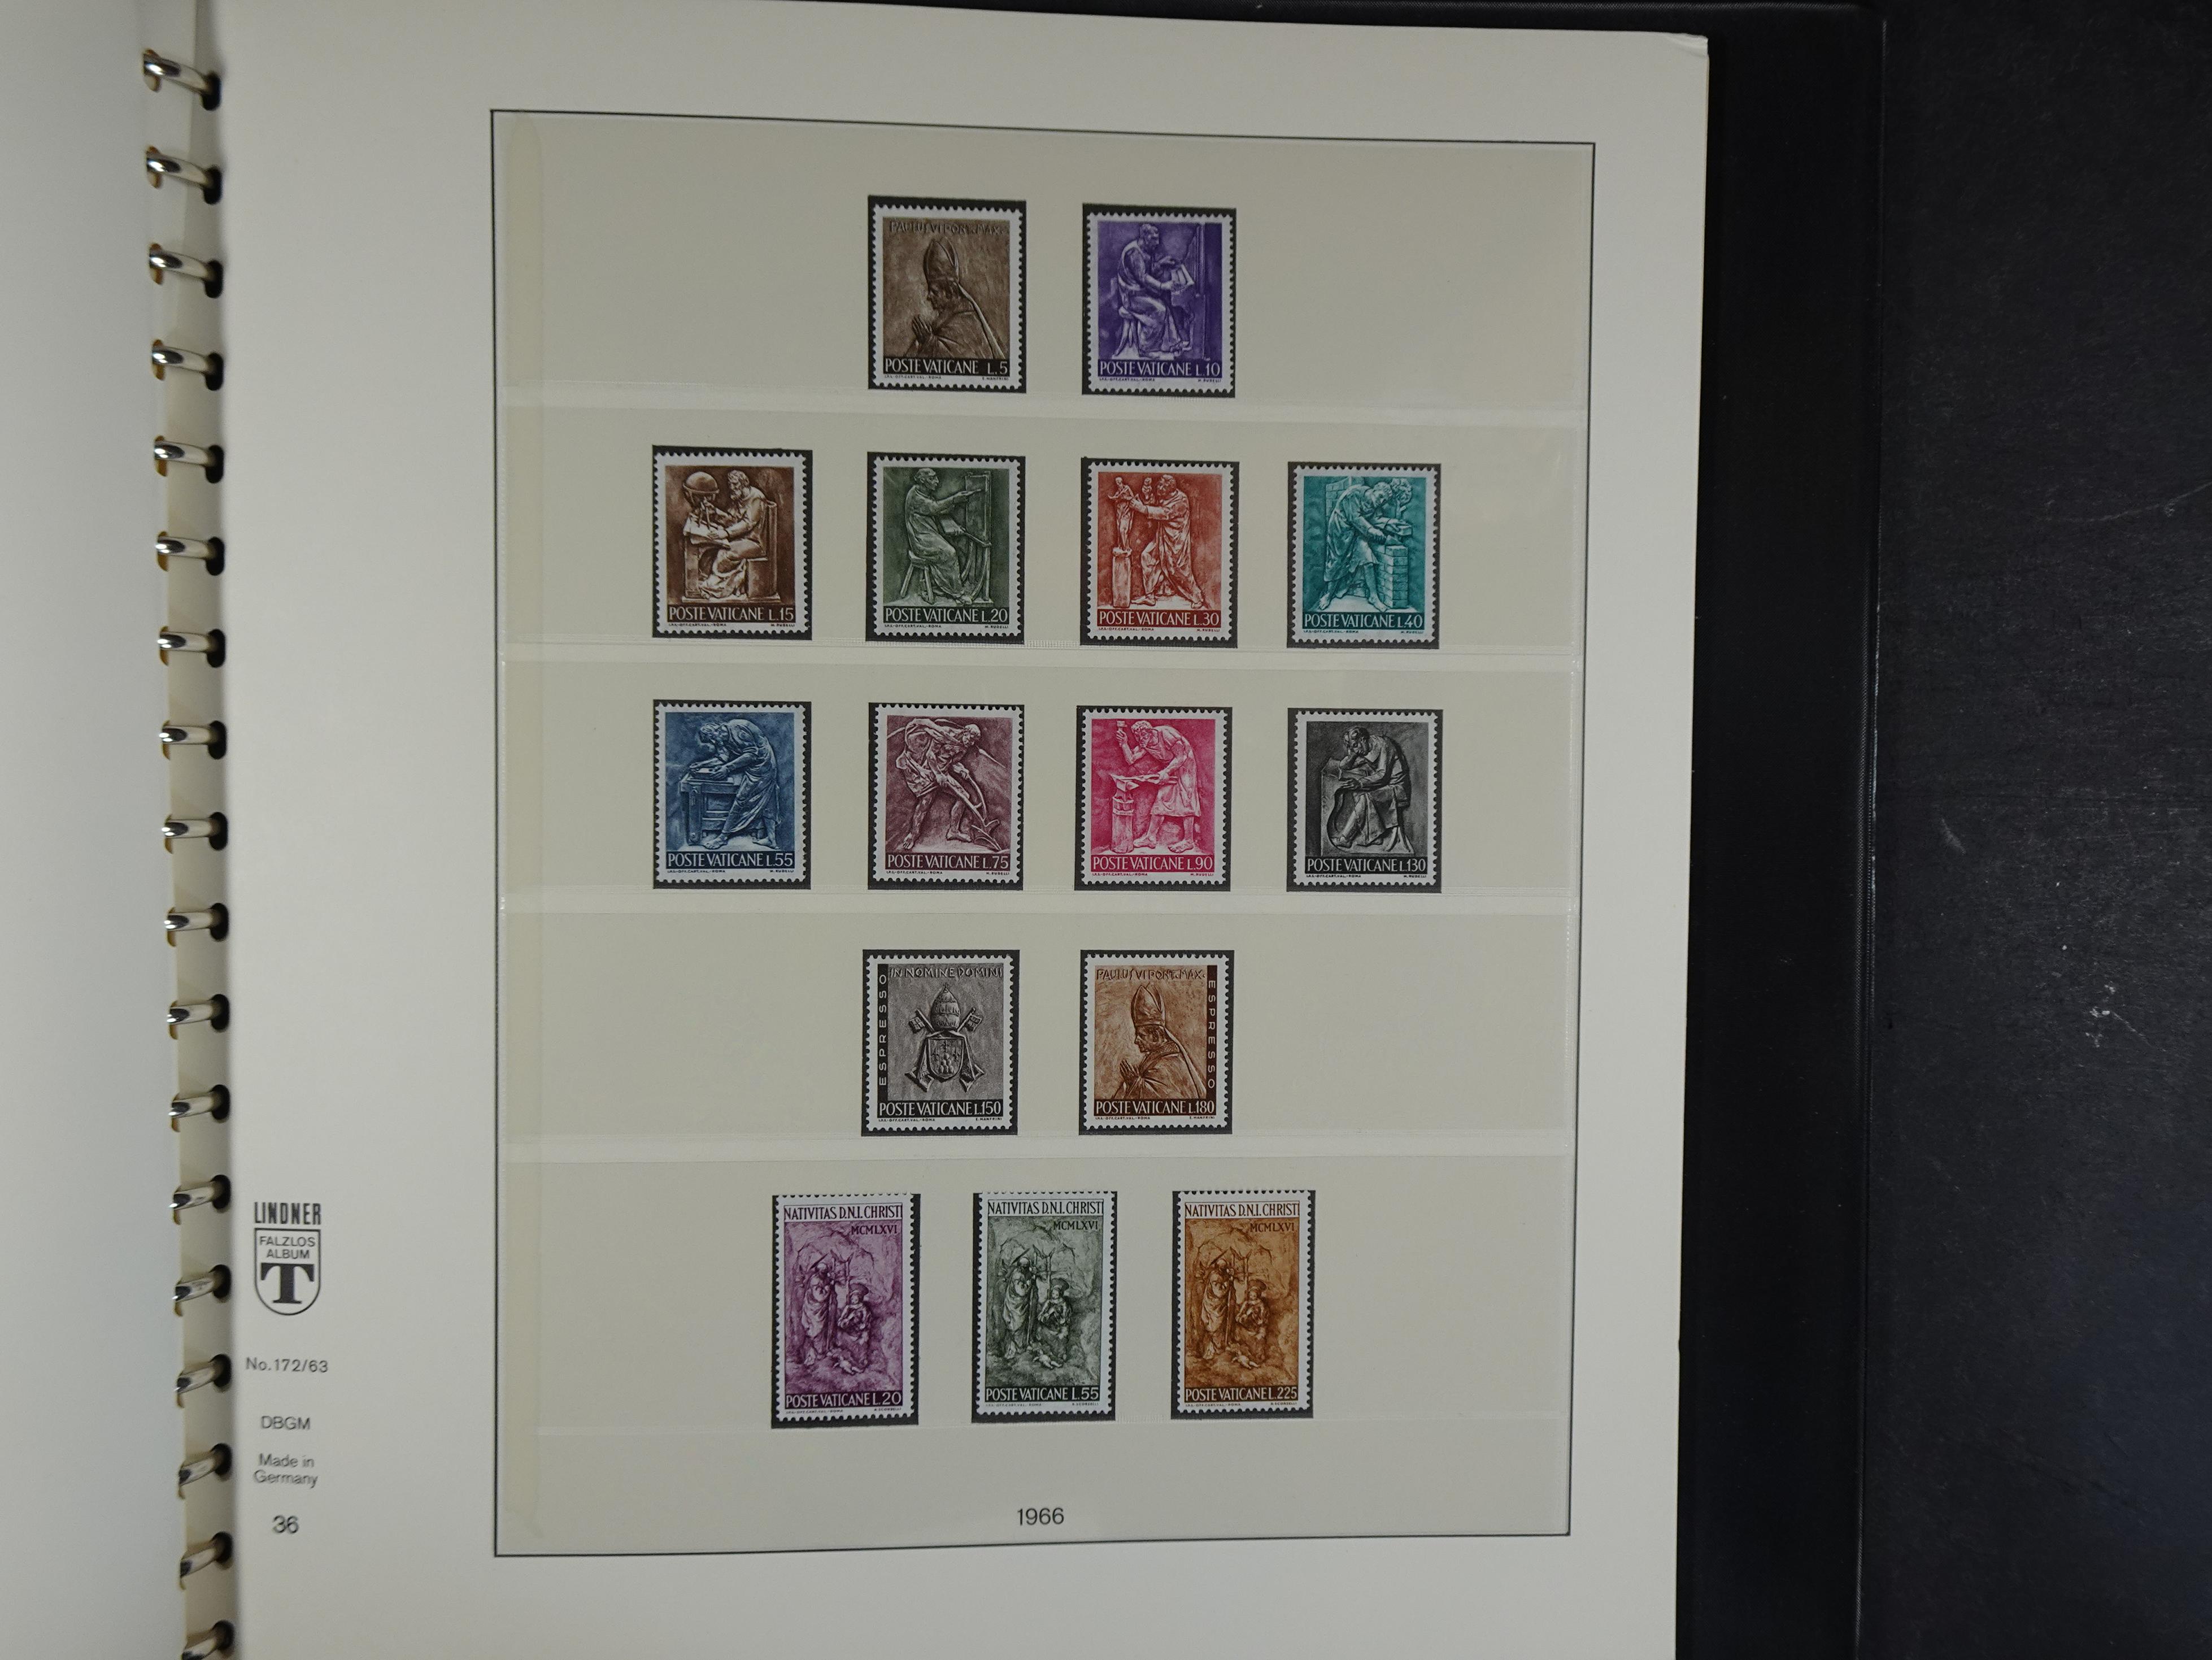 PAULUS VI PONT. MAX.
POSTE VATICANE L.5
POSTE VATICANE L.10
POSTE VATICANE L.15
POSTE VATICANE L.20
POSTE VATICANE L.30
POSTE VATICANE L.40
POSTE VATICANE L.55
POSTE VATICANE L.75
POSTE VATICANE L.90
POSTE VATICANE L.130
ESPRESSO
IN NOMINE DOMINI
POSTE VATICANE L.150
PAULUS VI PONT. MAX.
ESPRESSO
POSTE VATICANE L.180
NATIVITAS D.N.I. CHRISTI
MCMLXVI
POSTE VATICANE L.20
NATIVITAS D.N.I. CHRISTI
MCMLXVI
POSTE VATICANE L.55
NATIVITAS D.N.I. CHRISTI
MCMLXVI
POSTE VATICANE L.225
LINDNER
FALZLOS
ALBUM
T
No.172/63
DBGM
Made in
Germany
36
1966